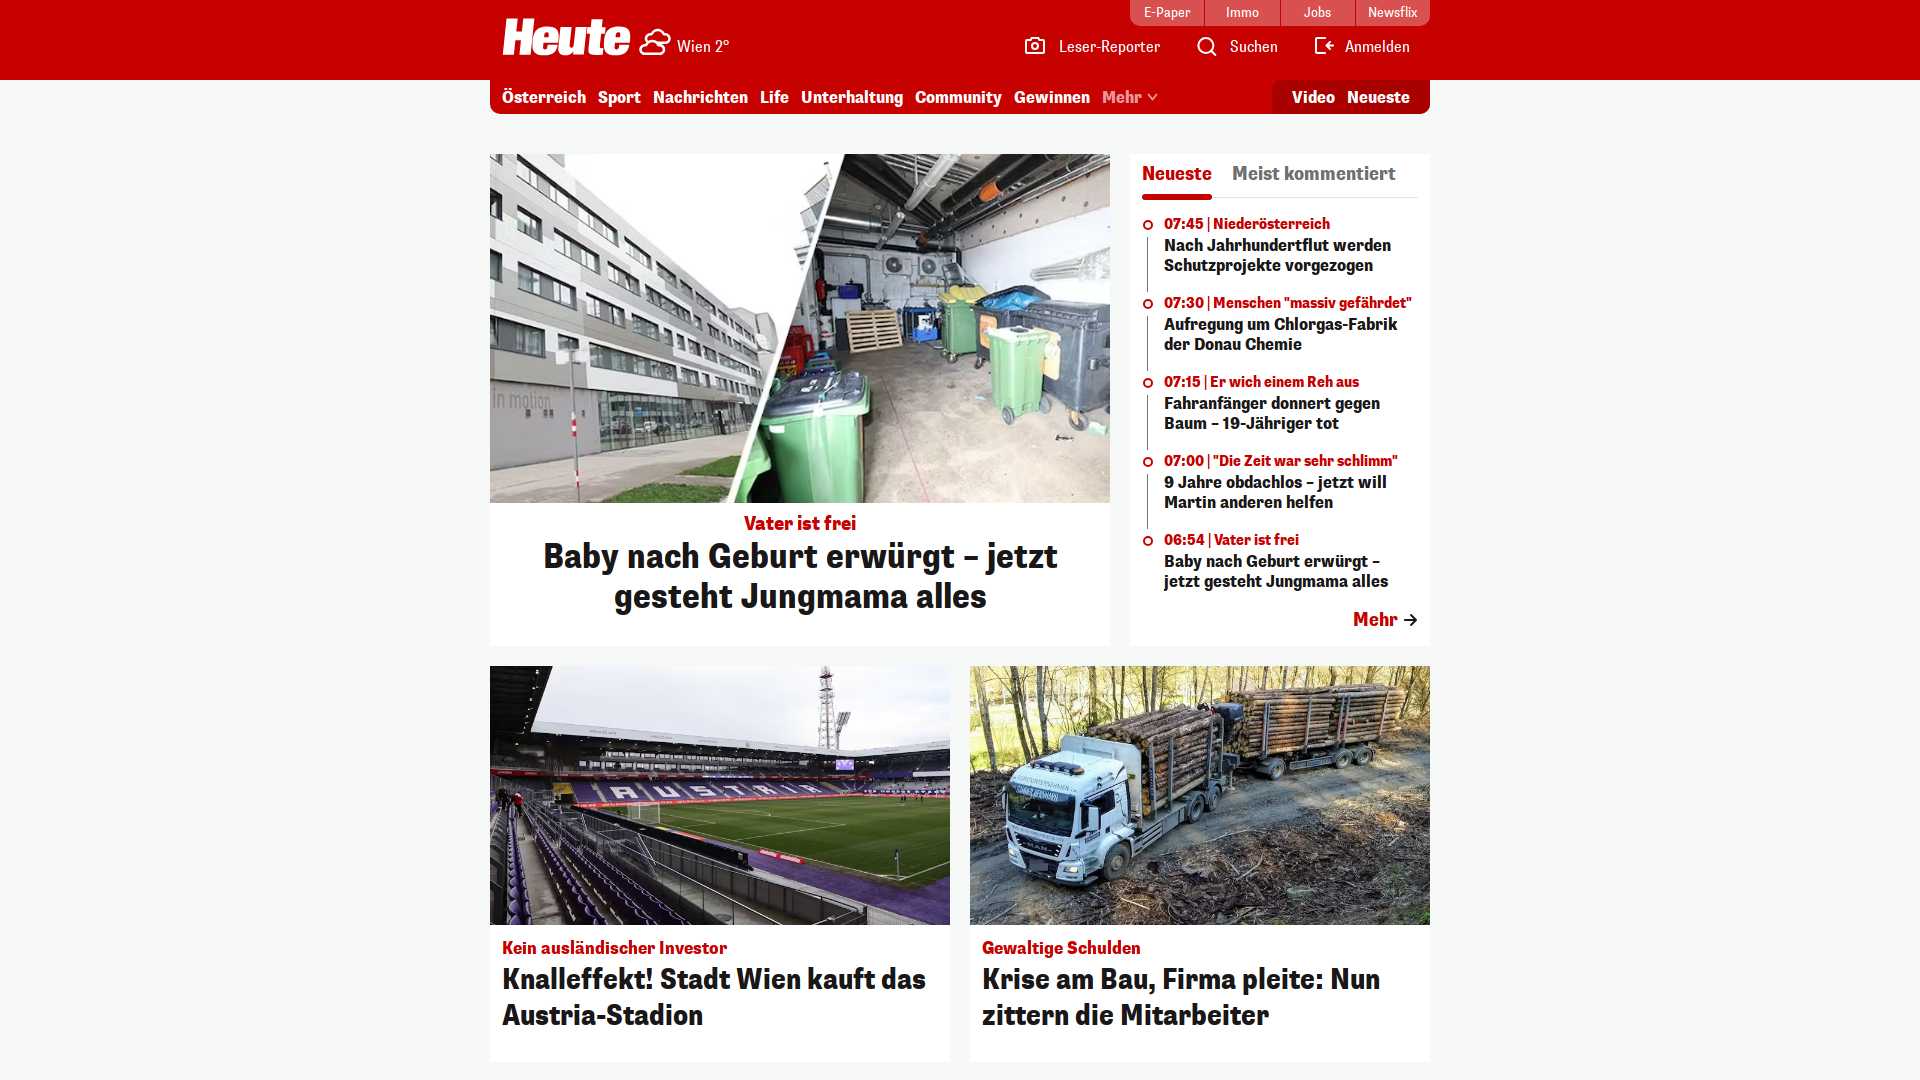 E-Paper
Immo
Jobs
Newsflix
Heute
Wien 2°
Leser-Reporter
Suchen
Anmelden
Österreich
Sport
Nachrichten
Life
Unterhaltung
Community
Gewinnen
Mehr
Video
Neueste
in motion
Vater ist frei
Baby nach Geburt erwürgt – jetzt
gesteht Jungmama alles
Neueste
Meist kommentiert
07:45 | Niederösterreich
Nach Jahrhundertflut werden
Schutzprojekte vorgezogen
07:30 | Menschen "massiv gefährdet"
Aufregung um Chlorgas-Fabrik
der Donau Chemie
07:15 | Er wich einem Reh aus
Fahranfänger donnert gegen
Baum – 19-Jähriger tot
07:00 | "Die Zeit war sehr schlimm"
9 Jahre obdachlos – jetzt will
Martin anderen helfen
06:54 | Vater ist frei
Baby nach Geburt erwürgt –
jetzt gesteht Jungmama alles
Mehr
AUSTRIA
Kein ausländischer Investor
Knalleffekt! Stadt Wien kauft das
Austria-Stadion
MAN
Gewaltige Schulden
Krise am Bau, Firma pleite: Nun
zittern die Mitarbeiter